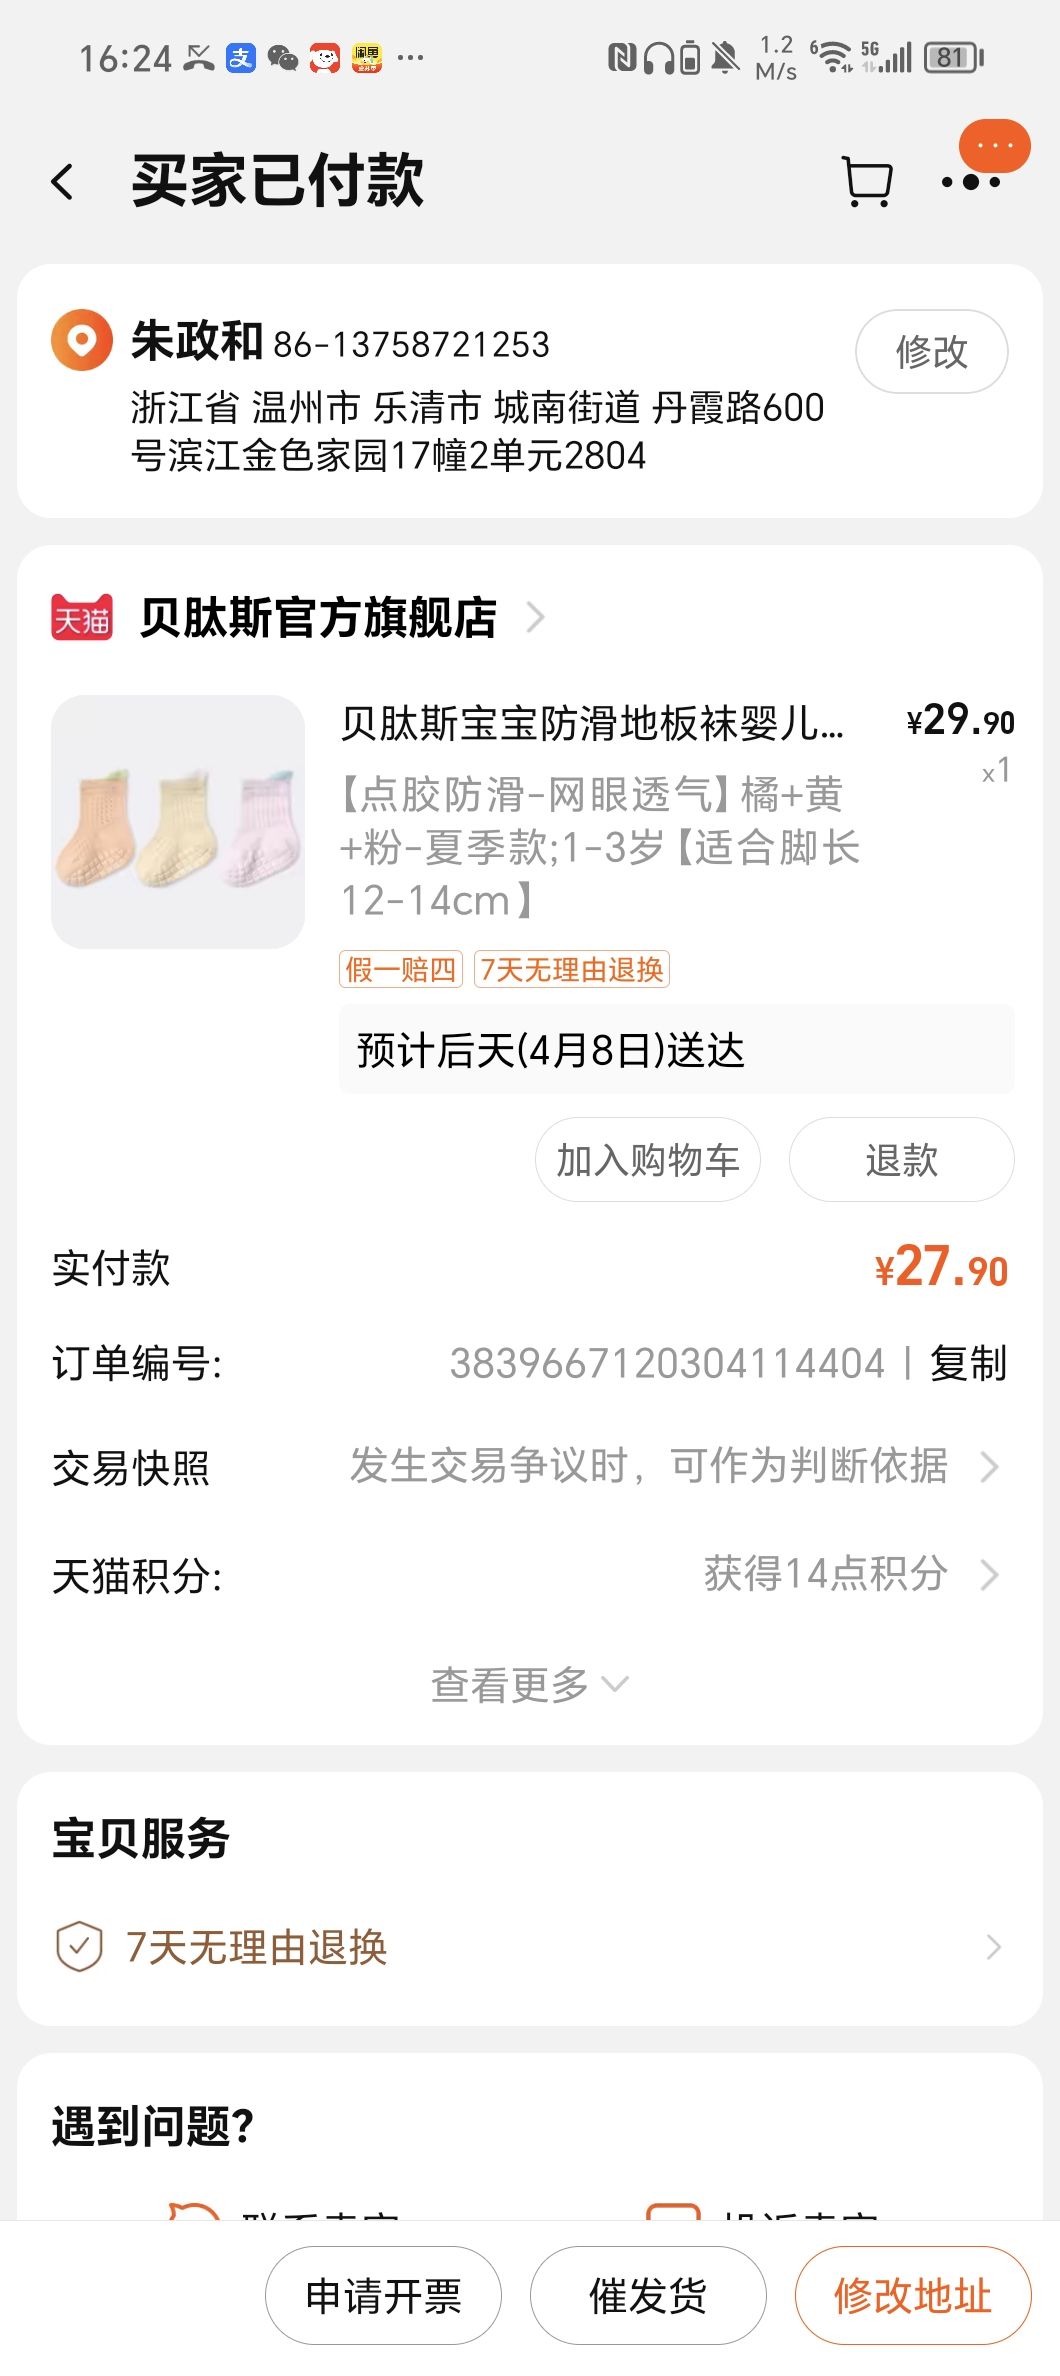 16:24
1.2
M/s
6
5G
81
买家已付款
朱政和 86-13758721253
修改
浙江省 温州市 乐清市 城南街道 丹霞路600
号滨江金色家园17幢2单元2804
天猫 贝肽斯官方旗舰店
贝肽斯宝宝防滑地板袜婴儿... ¥29.90
x1
【点胶防滑-网眼透气】橘+黄
+粉-夏季款;1-3岁【适合脚长
12-14cm】
假一赔四 7天无理由退换
预计后天(4月8日)送达
加入购物车 退款
实付款 ¥27.90
订单编号: 3839667120304114404 | 复制
交易快照 发生交易争议时，可作为判断依据
天猫积分: 获得14点积分
查看更多
宝贝服务
7天无理由退换
遇到问题?
联系卖家 投诉卖家
申请开票 催发货 修改地址